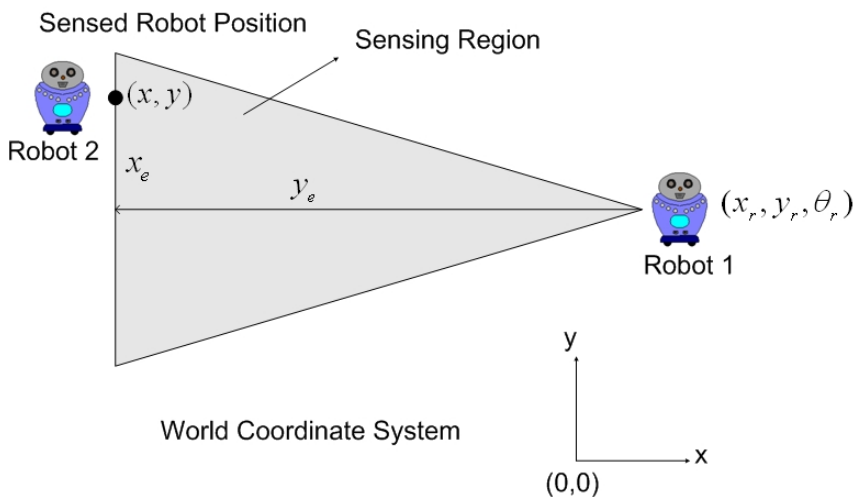 Sensed Robot Position
Sensing Region
(x, y)
Robot 2
x_e
y_e
(x_r, y_r, θ_r)
Robot 1
y
World Coordinate System
x
(0,0)